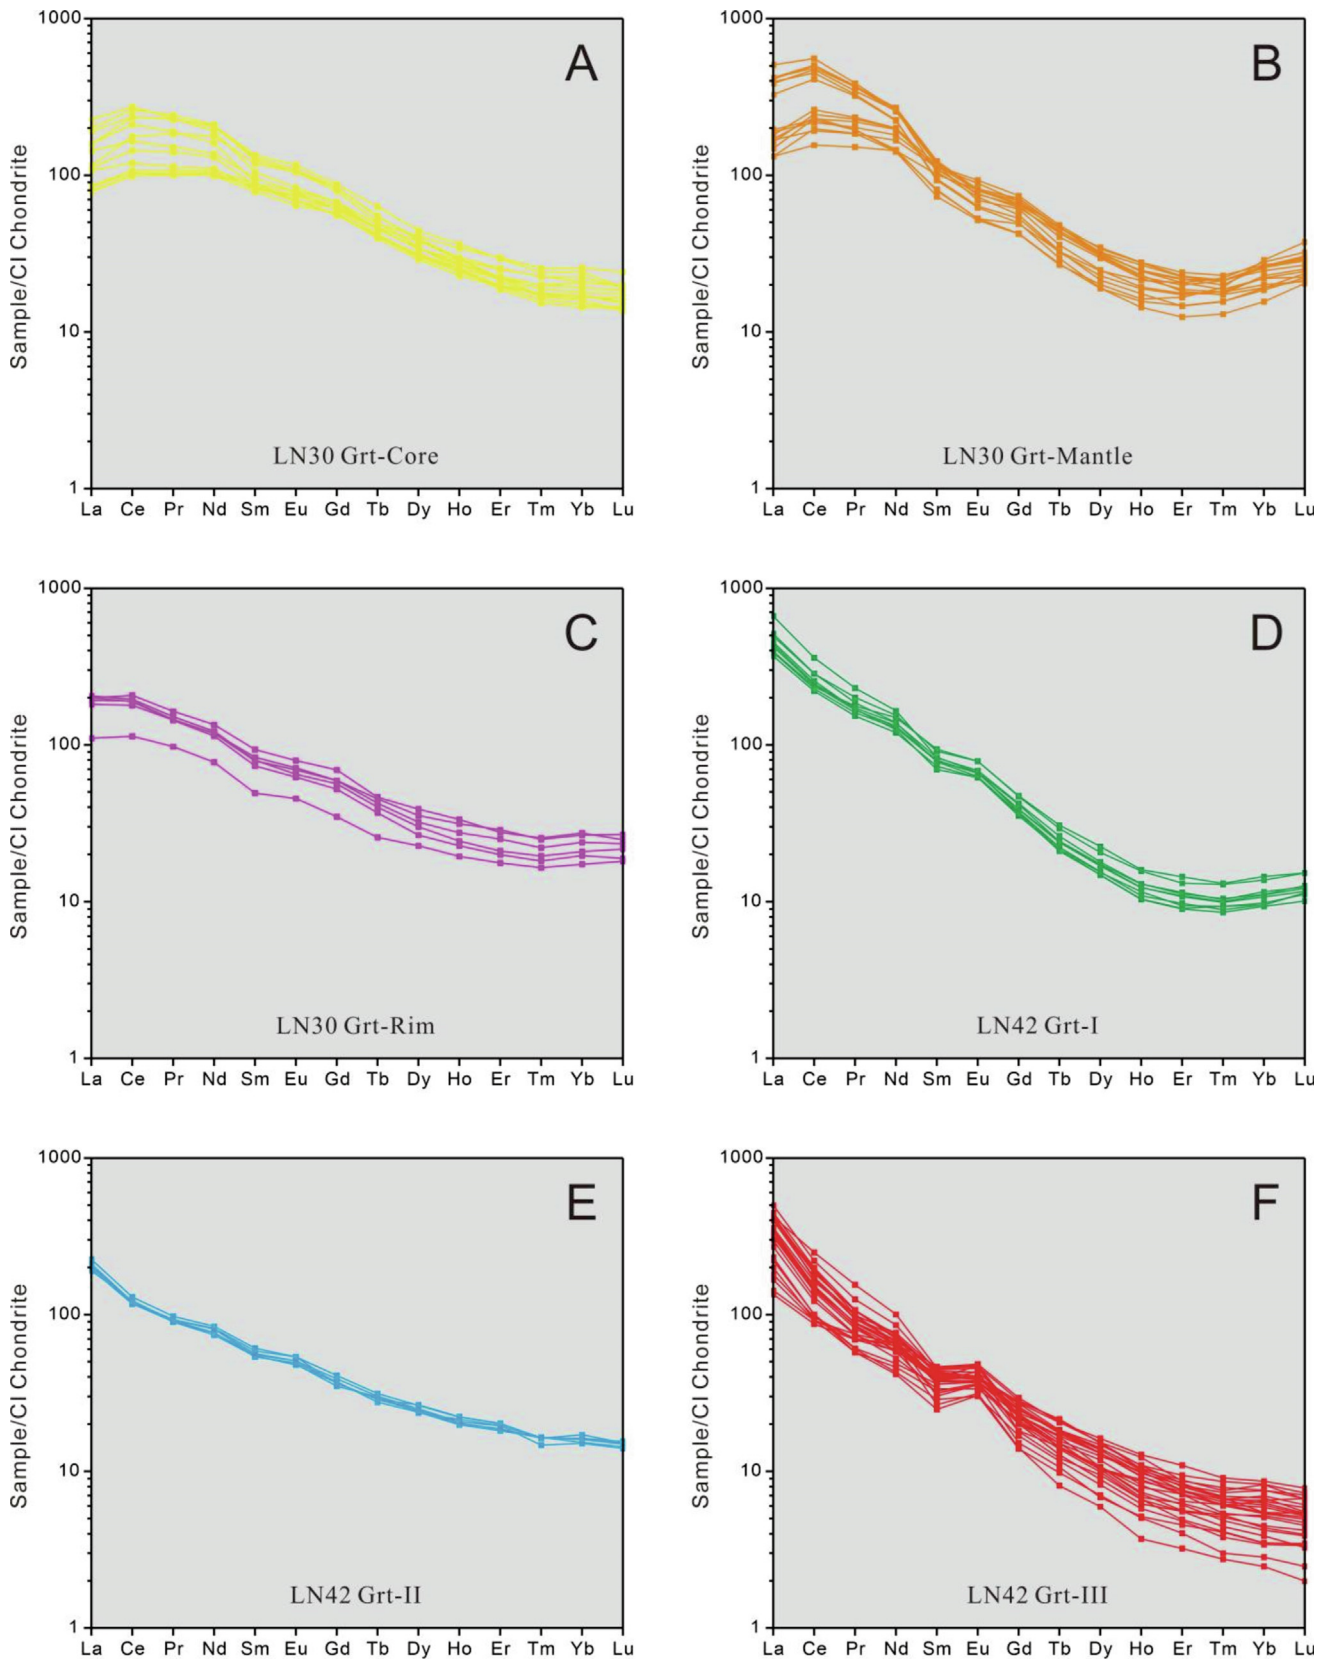 A
Sample/CI Chondrite
1000
100
10
1
LN30 Grt-Core
La Ce Pr Nd Sm Eu Gd Tb Dy Ho Er Tm Yb Lu
B
Sample/CI Chondrite
1000
100
10
1
LN30 Grt-Mantle
La Ce Pr Nd Sm Eu Gd Tb Dy Ho Er Tm Yb Lu
C
Sample/CI Chondrite
1000
100
10
1
LN30 Grt-Rim
La Ce Pr Nd Sm Eu Gd Tb Dy Ho Er Tm Yb Lu
D
Sample/CI Chondrite
1000
100
10
1
LN42 Grt-I
La Ce Pr Nd Sm Eu Gd Tb Dy Ho Er Tm Yb Lu
E
Sample/CI Chondrite
1000
100
10
1
LN42 Grt-II
La Ce Pr Nd Sm Eu Gd Tb Dy Ho Er Tm Yb Lu
F
Sample/CI Chondrite
1000
100
10
1
LN42 Grt-III
La Ce Pr Nd Sm Eu Gd Tb Dy Ho Er Tm Yb Lu